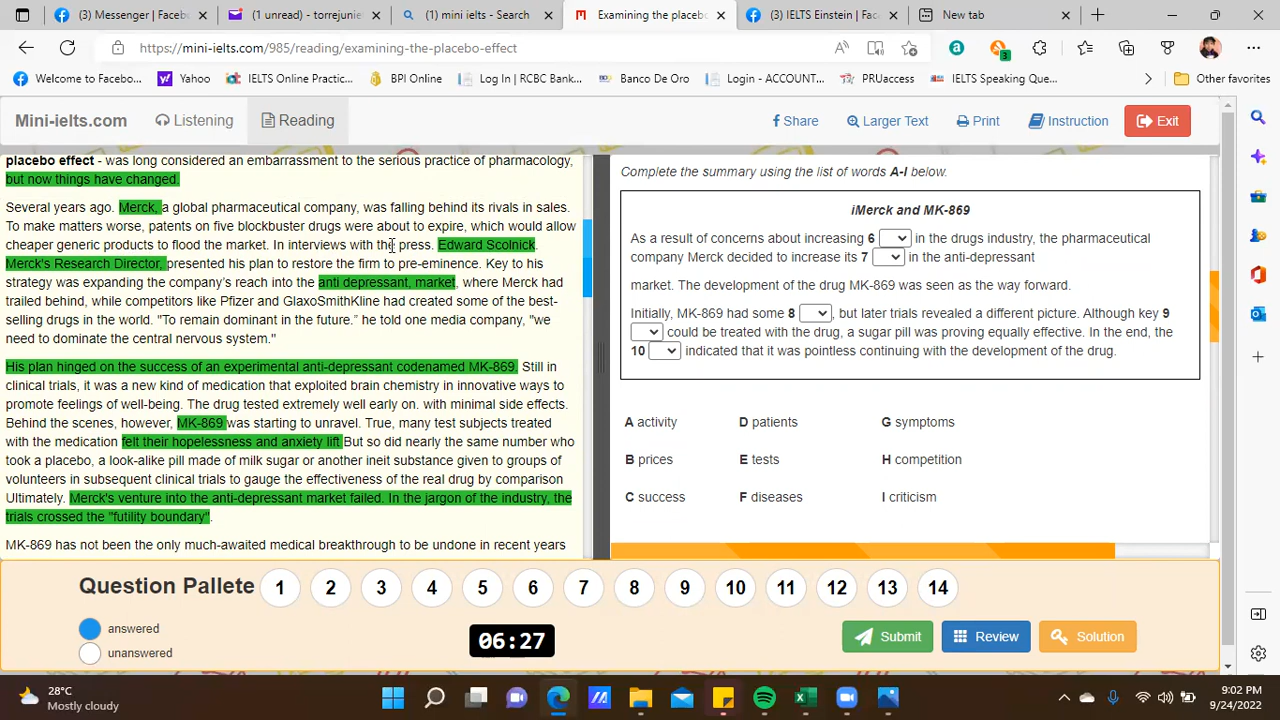 (3) Messenger | Faceb
(1 unread) - torrejunie
(1) mini ielts - Search
Examining the placebo
(3) IELTS Einstein | Fac
New tab
https://mini-ielts.com/985/reading/examining-the-placebo-effect
Welcome to Facebo...
Yahoo
IELTS Online Practic...
BPI Online
Log In | RCBC Bank...
Banco De Oro
Login - ACCOUNT...
PRUaccess
IELTS Speaking Que...
Other favorites
Mini-ielts.com
Listening
Reading
Share
Larger Text
Print
Instruction
Exit
placebo effect - was long considered an embarrassment to the serious practice of pharmacology,
but now things have changed.
Several years ago. Merck, a global pharmaceutical company, was falling behind its rivals in sales.
To make matters worse, patents on five blockbuster drugs were about to expire, which would allow
cheaper generic products to flood the market. In interviews with the press. Edward Scolnick.
Merck's Research Director, presented his plan to restore the firm to pre-eminence. Key to his
strategy was expanding the company's reach into the anti depressant, market, where Merck had
trailed behind, while competitors like Pfizer and GlaxoSmithKline had created some of the best-
selling drugs in the world. "To remain dominant in the future." he told one media company, "we
need to dominate the central nervous system."
His plan hinged on the success of an experimental anti-depressant codenamed MK-869. Still in
clinical trials, it was a new kind of medication that exploited brain chemistry in innovative ways to
promote feelings of well-being. The drug tested extremely well early on. with minimal side effects.
Behind the scenes, however, MK-869 was starting to unravel. True, many test subjects treated
with the medication felt their hopelessness and anxiety lift But so did nearly the same number who
took a placebo, a look-alike pill made of milk sugar or another ineit substance given to groups of
volunteers in subsequent clinical trials to gauge the effectiveness of the real drug by comparison
Ultimately. Merck's venture into the anti-depressant market failed. In the jargon of the industry, the
trials crossed the "futility boundary".
MK-869 has not been the only much-awaited medical breakthrough to be undone in recent years
Complete the summary using the list of words A-I below.
iMerck and MK-869
As a result of concerns about increasing 6 in the drugs industry, the pharmaceutical
company Merck decided to increase its 7 in the anti-depressant
market. The development of the drug MK-869 was seen as the way forward.
Initially, MK-869 had some 8 , but later trials revealed a different picture. Although key 9
could be treated with the drug, a sugar pill was proving equally effective. In the end, the
10 indicated that it was pointless continuing with the development of the drug.
A activity
D patients
G symptoms
B prices
E tests
H competition
C success
F diseases
I criticism
Question Pallete 1 2 3 4 5 6 7 8 9 10 11 12 13 14
answered
unanswered
06:27
Submit
Review
Solution
28°C
Mostly cloudy
9:02 PM
9/24/2022